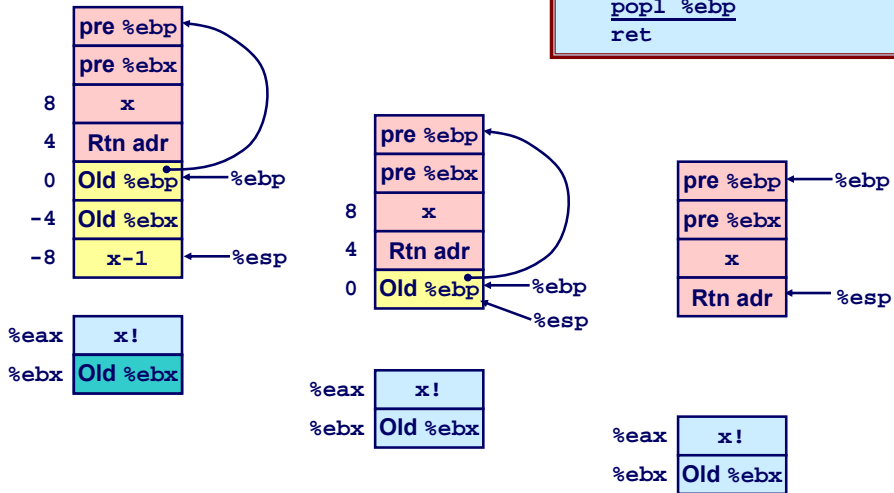 popl %ebp
ret
pre %ebp
pre %ebx
8 x
4 Rtn adr
0 Old %ebp %ebp
-4 Old %ebx
-8 x-1 %esp
%eax x!
%ebx Old %ebx
pre %ebp
pre %ebx
8 x
4 Rtn adr
0 Old %ebp %ebp
%esp
%eax x!
%ebx Old %ebx
pre %ebp %ebp
pre %ebx
x
Rtn adr %esp
%eax x!
%ebx Old %ebx